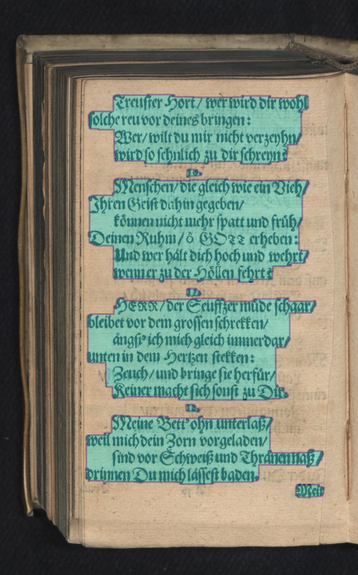 Treuster Hort / wer wird dir wohl
solche reu vor deines bringen:
Wer / wilt du mir nicht verzeyhn /
wird so sehnlich zu dir schreyn?
10.
Menschen / die gleich wie ein Vieh /
Ihren Geist dahin gegeben /
können nicht mehr spatt und früh /
Deinen Ruhm / ô GOTT erheben:
Und wer hält dich hoch und wehrt /
wenn er zu der Höllen fehrt?
11.
HERR / der Seuffzer müde schaar
bleibet vor dem grossen schrekken /
ängst' ich mich gleich immerdar /
unten in dem Hertzen stekken:
Zeuch / und bringe sie herfür /
Keiner macht sich sonst zu Dir.
12.
Meine Bett' ohn unterlaß /
weil mich dein Zorn vorgeladen /
sind vor Schweiß und Thränen naß /
drinnen Du mich lässest baden.